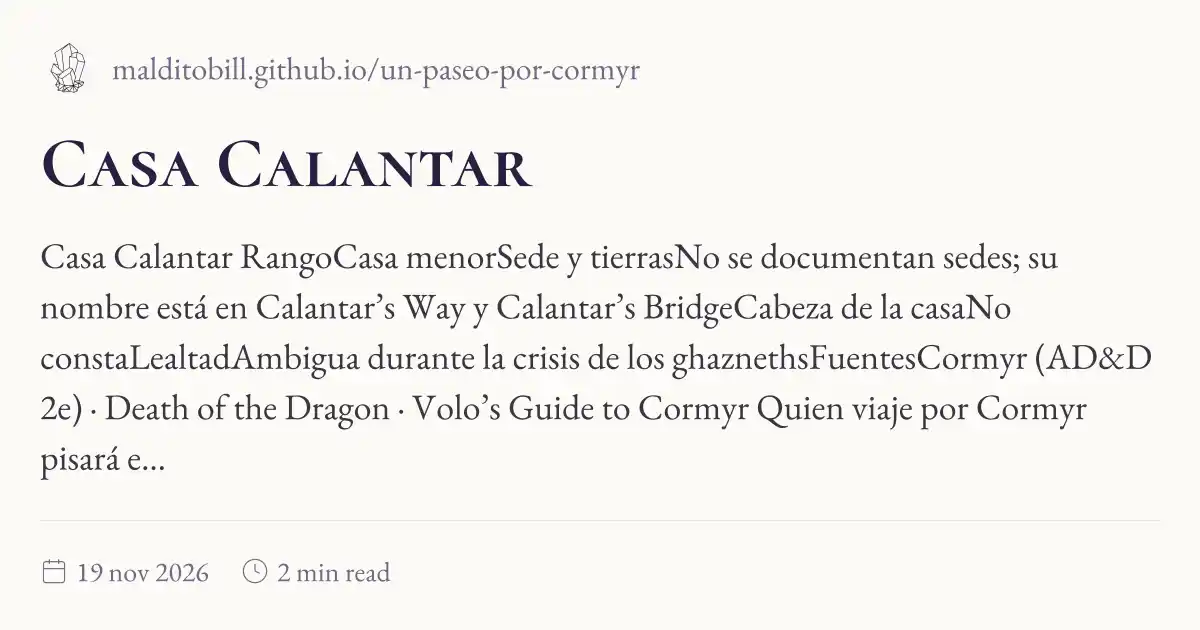 malditobill.github.io/un-paseo-por-cormyr
Casa Calantar
Casa Calantar RangoCasa menorSede y tierrasNo se documentan sedes; su
nombre está en Calantar’s Way y Calantar’s BridgeCabeza de la casaNo
constaLealtadAmbigua durante la crisis de los ghaznethsFuentesCormyr (AD&D
2e) · Death of the Dragon · Volo’s Guide to Cormyr Quien viaje por Cormyr
pisará e...
19 nov 2026 2 min read